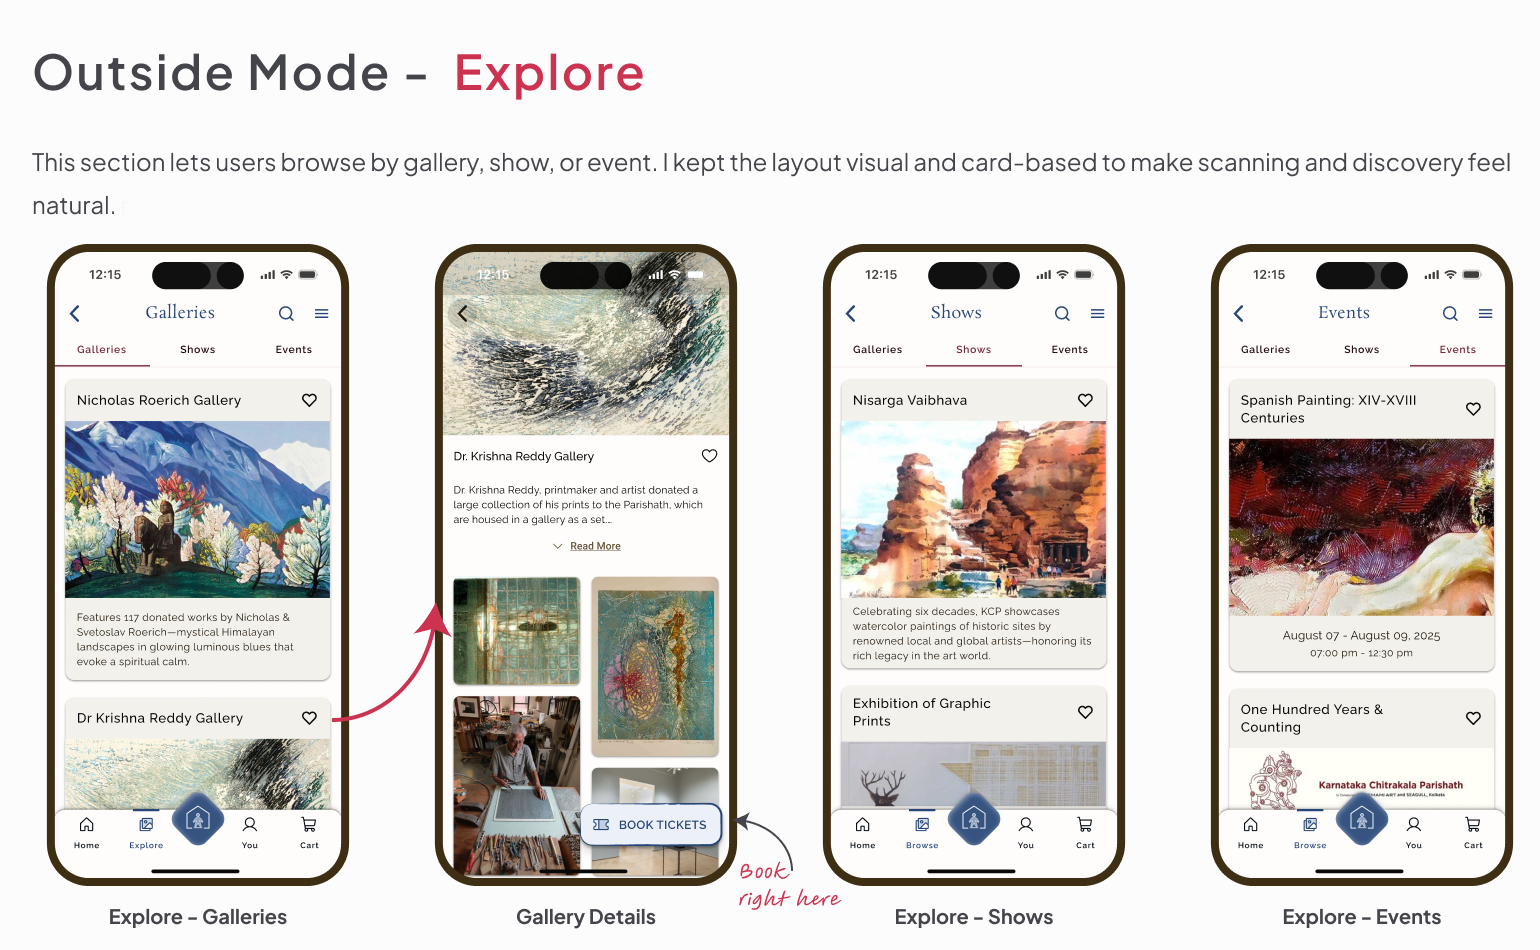 Outside Mode - Explore
This section lets users browse by gallery, show, or event. I kept the layout visual and card-based to make scanning and discovery feel
natural.
12:15
Galleries
Galleries Shows Events
Nicholas Roerich Gallery
Features 117 donated works by Nicholas &
Svetoslav Roerich—mystical Himalayan
landscapes in glowing luminous blues that
evoke a spiritual calm.
Dr Krishna Reddy Gallery
Home Explore You Cart
Explore - Galleries
12:15
Dr. Krishna Reddy Gallery
Dr. Krishna Reddy, printmaker and artist donated a
large collection of his prints to the Parishath, which
are housed in a gallery as a set...
Read More
BOOK TICKETS
Book
right here
Gallery Details
12:15
Shows
Galleries Shows Events
Nisarga Vaibhava
Celebrating six decades, KCP showcases
watercolor paintings of historic sites by
renowned local and global artists—honoring its
rich legacy in the art world.
Exhibition of Graphic
Prints
Home Browse You Cart
Explore - Shows
12:15
Events
Galleries Shows Events
Spanish Painting: XIV-XVIII
Centuries
August 07 - August 09, 2025
07:00 pm - 12:30 pm
One Hundred Years &
Counting
Karnataka Chitrakala Parishath
Home Browse You Cart
Explore - Events